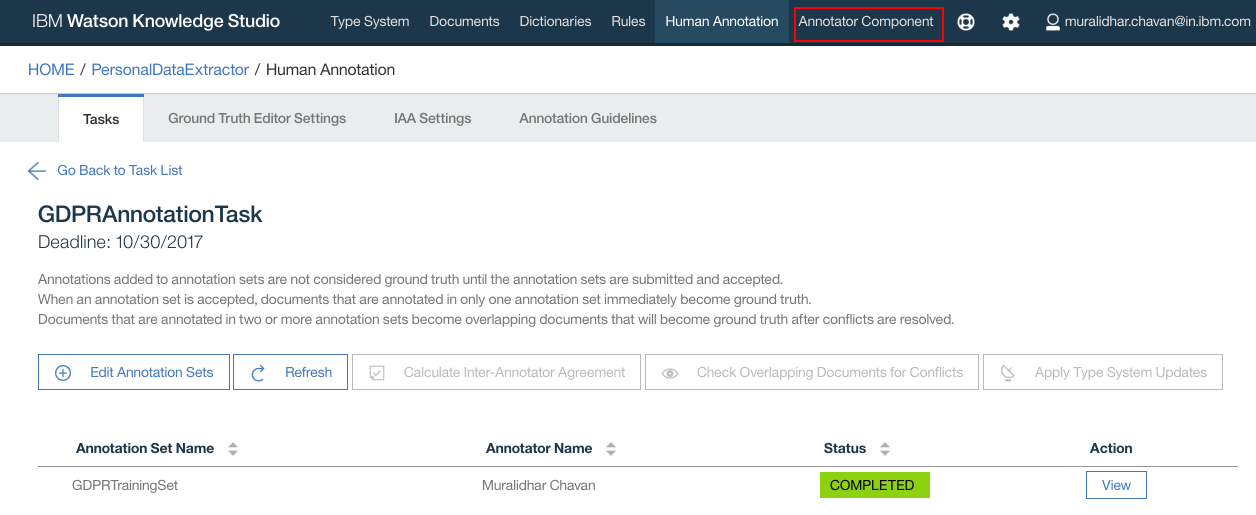 IBM Watson Knowledge Studio Type System Documents Dictionaries Rules Human Annotation Annotator Component muralidhar.chavan@in.ibm.com
HOME / PersonalDataExtractor / Human Annotation
Tasks Ground Truth Editor Settings IAA Settings Annotation Guidelines
Go Back to Task List
GDPRAnnotationTask
Deadline: 10/30/2017
Annotations added to annotation sets are not considered ground truth until the annotation sets are submitted and accepted.
When an annotation set is accepted, documents that are annotated in only one annotation set immediately become ground truth.
Documents that are annotated in two or more annotation sets become overlapping documents that will become ground truth after conflicts are resolved.
Edit Annotation Sets Refresh Calculate Inter-Annotator Agreement Check Overlapping Documents for Conflicts Apply Type System Updates
Annotation Set Name Annotator Name Status Action
GDPRTrainingSet Muralidhar Chavan COMPLETED View